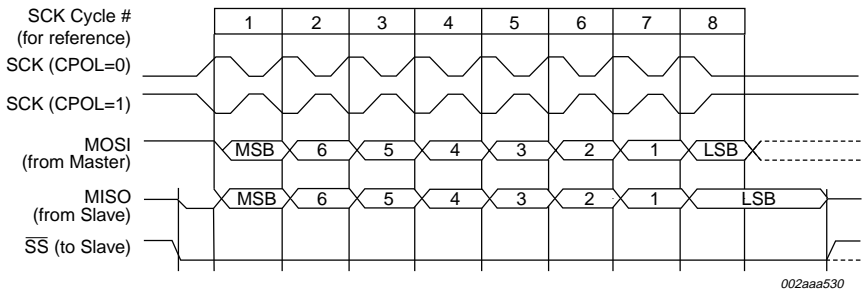 SCK Cycle # 1 2 3 4 5 6 7 8
(for reference)
SCK (CPOL=0)
SCK (CPOL=1)
MOSI MSB 6 5 4 3 2 1 LSB
(from Master)
MISO MSB 6 5 4 3 2 1 LSB
(from Slave)
S̅S̅ (to Slave)
002aaa530